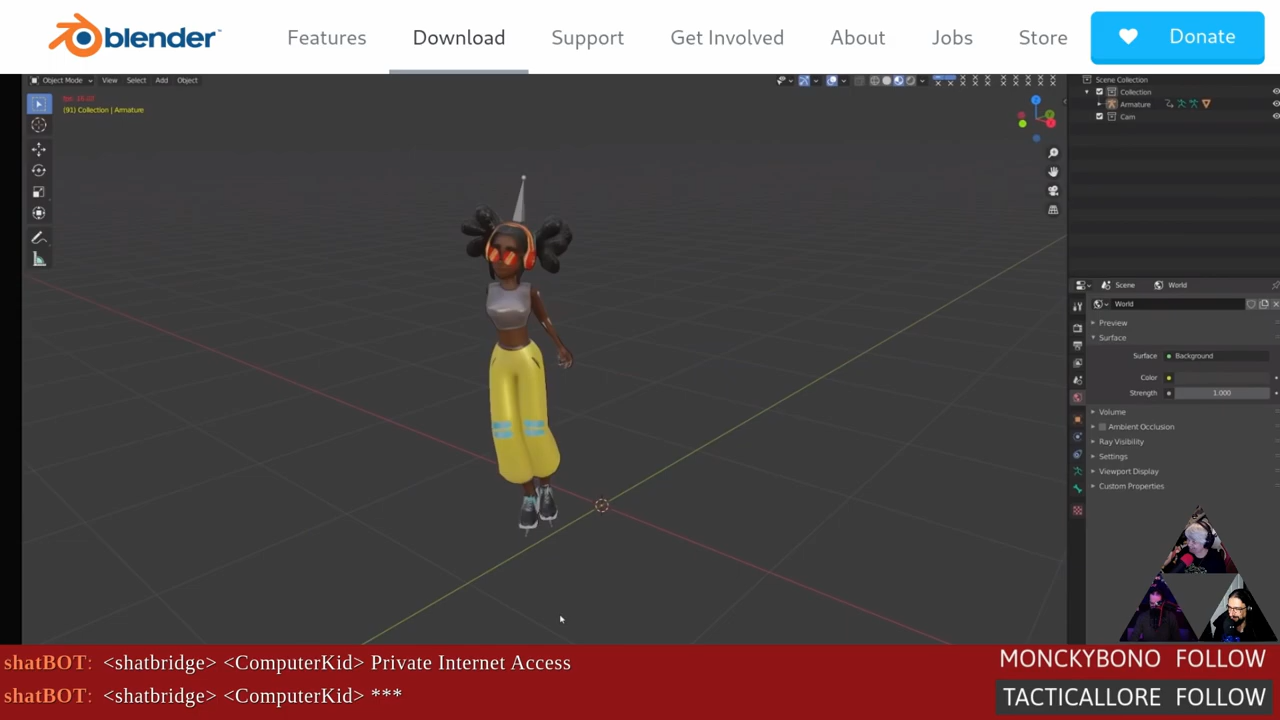 blender
Features
Download
Support
Get Involved
About
Jobs
Store
Donate
Object Mode
View
Select
Add
Object
(91) Collection | Armature
Scene Collection
Collection
Armature
Cam
Scene
World
World
Preview
Surface
Surface
Background
Color
Strength
1.000
Volume
Ambient Occlusion
Ray Visibility
Settings
Viewport Display
Custom Properties
shatBOT: <shatbridge> <ComputerKid> Private Internet Access
MONCKYBONO FOLLOW
shatBOT: <shatbridge> <ComputerKid> ***
TACTICALLORE FOLLOW